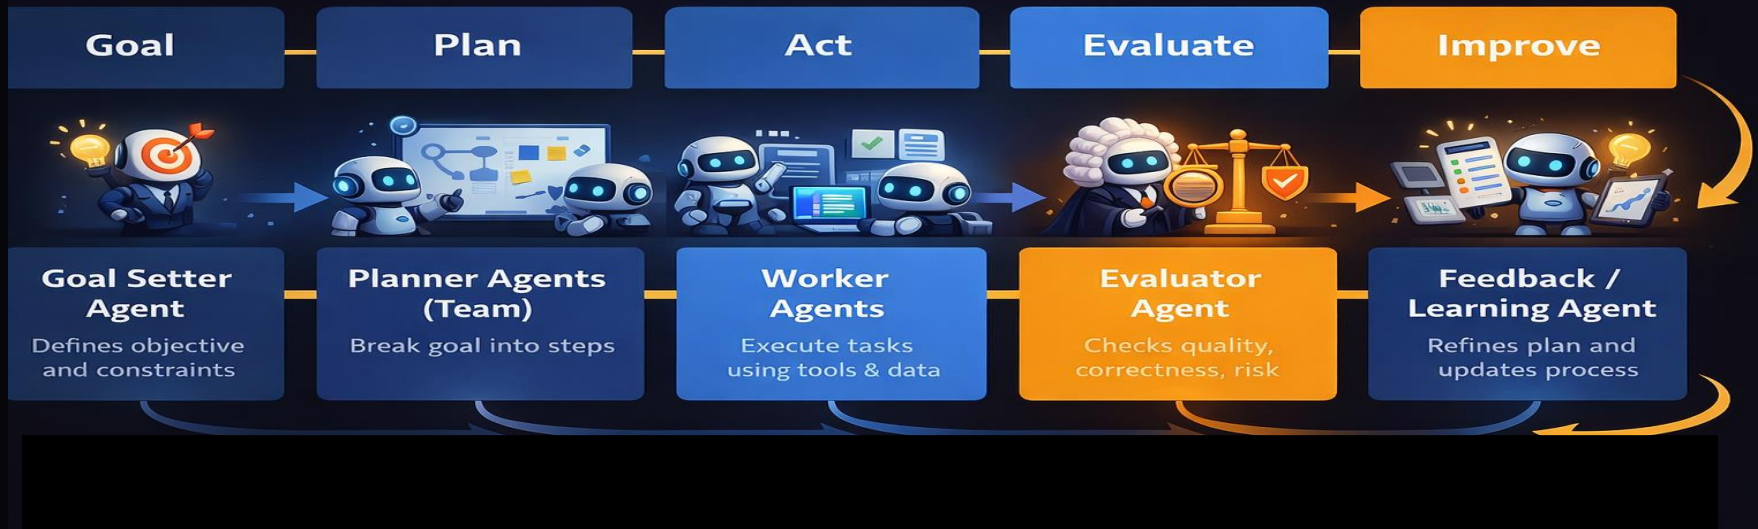 Goal
Plan
Act
Evaluate
Improve
Goal Setter
Agent
Defines objective
and constraints
Planner Agents
(Team)
Break goal into steps
Worker
Agents
Execute tasks
using tools & data
Evaluator
Agent
Checks quality,
correctness, risk
Feedback /
Learning Agent
Refines plan and
updates process